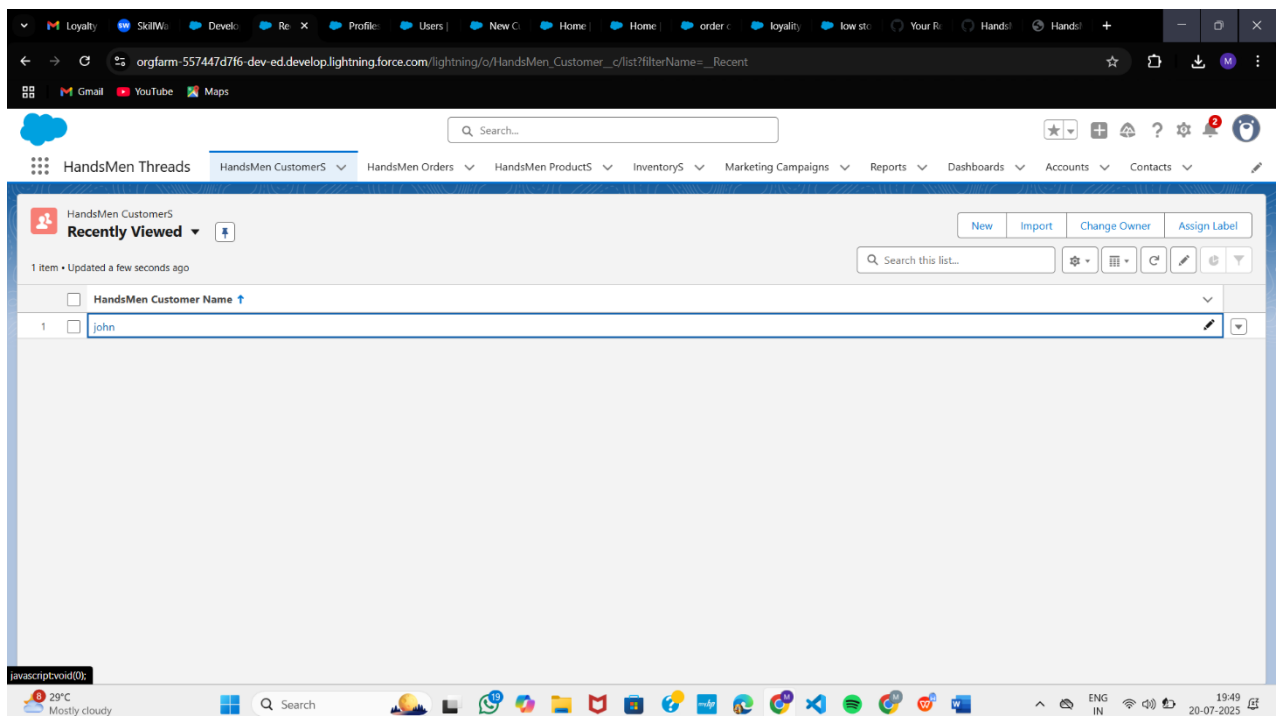 Loyalty SkillWa Develo Re Profile: Users | New C Home | Home | order c loyality low sto Your Re Hands! Hands!
orgfarm-557447d7f6-dev-ed.develop.lightning.force.com/lightning/o/HandsMen_Customer__c/list?filterName=__Recent M
Gmail YouTube Maps
Search... 2
HandsMen Threads HandsMen CustomerS HandsMen Orders HandsMen ProductS InventoryS Marketing Campaigns Reports Dashboards Accounts Contacts
HandsMen CustomerS
Recently Viewed New Import Change Owner Assign Label
1 item • Updated a few seconds ago Search this list...
HandsMen Customer Name
1 john
javascript:void(0);
8 29°C Mostly cloudy Search 19 ENG IN 19:49 20-07-2025